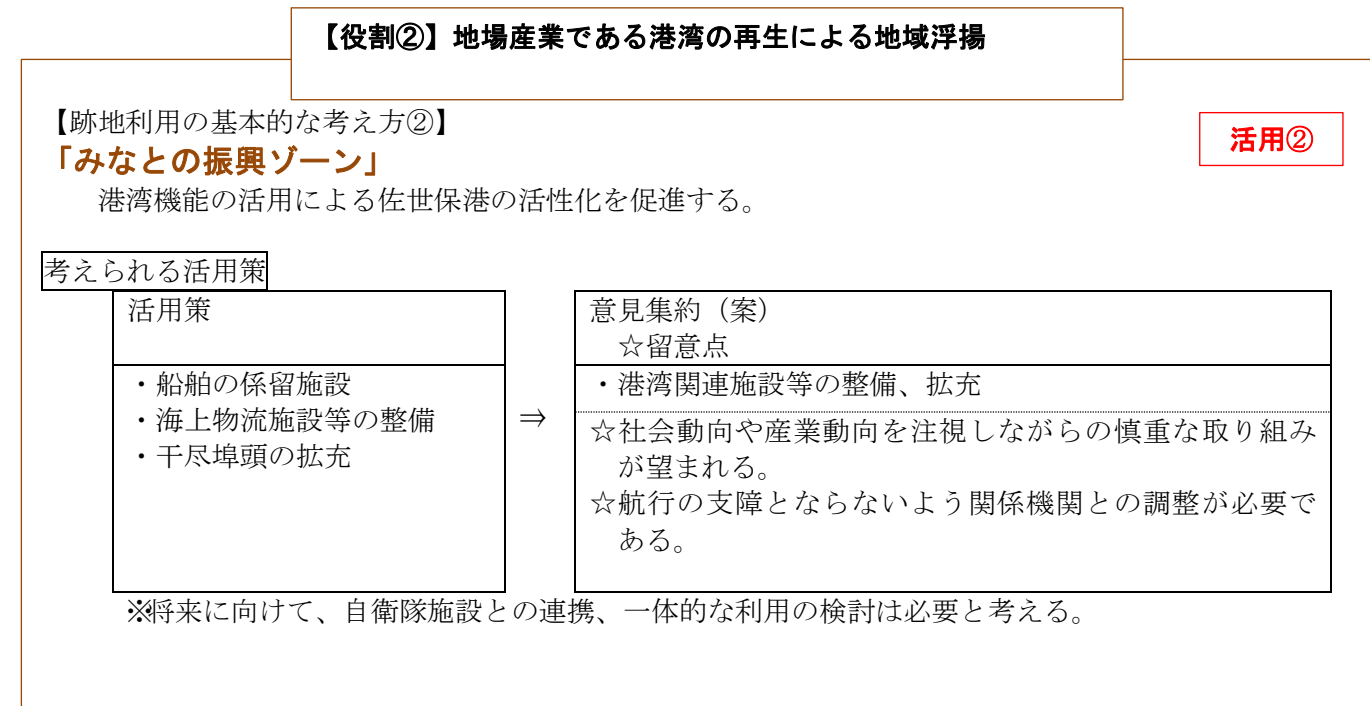 【役割②】地場産業である港湾の再生による地域浮揚
【跡地利用の基本的な考え方②】
活用②
「みなとの振興ゾーン」
港湾機能の活用による佐世保港の活性化を促進する。
考えられる活用策
活用策
・船舶の係留施設
・海上物流施設等の整備
・干尽埠頭の拡充
⇒
意見集約（案）
☆留意点
・港湾関連施設等の整備、拡充
☆社会動向や産業動向を注視しながらの慎重な取り組み
が望まれる。
☆航行の支障とならないよう関係機関との調整が必要で
ある。
※将来に向けて、自衛隊施設との連携、一体的な利用の検討は必要と考える。